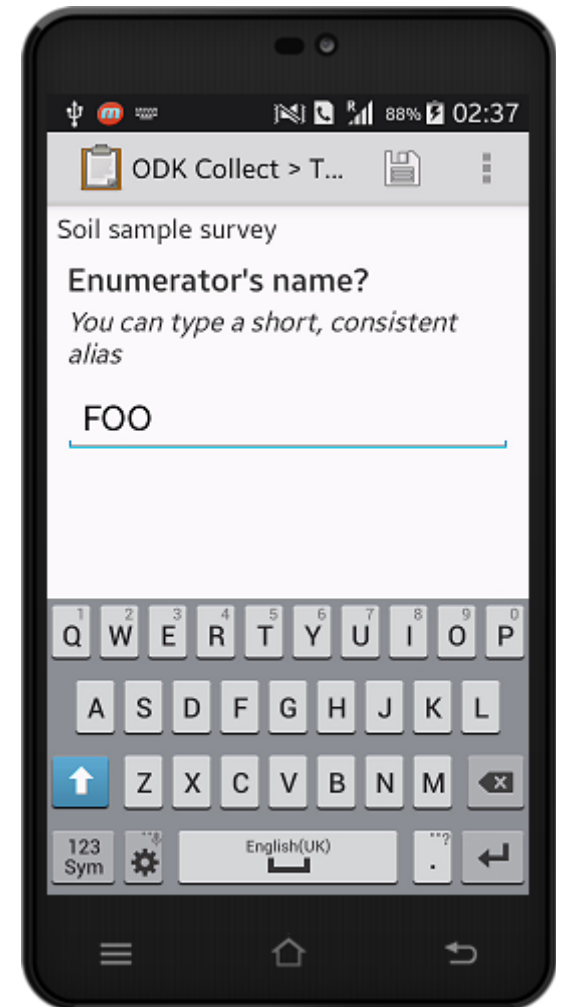 88% 02:37
ODK Collect > T...
Soil sample survey
Enumerator's name?
You can type a short, consistent
alias
FOO
1 2 3 4 5 6 7 8 9 0
Q W E R T Y U I O P
A S D F G H J K L
Z X C V B N M
123 English(UK) ...?
Sym .